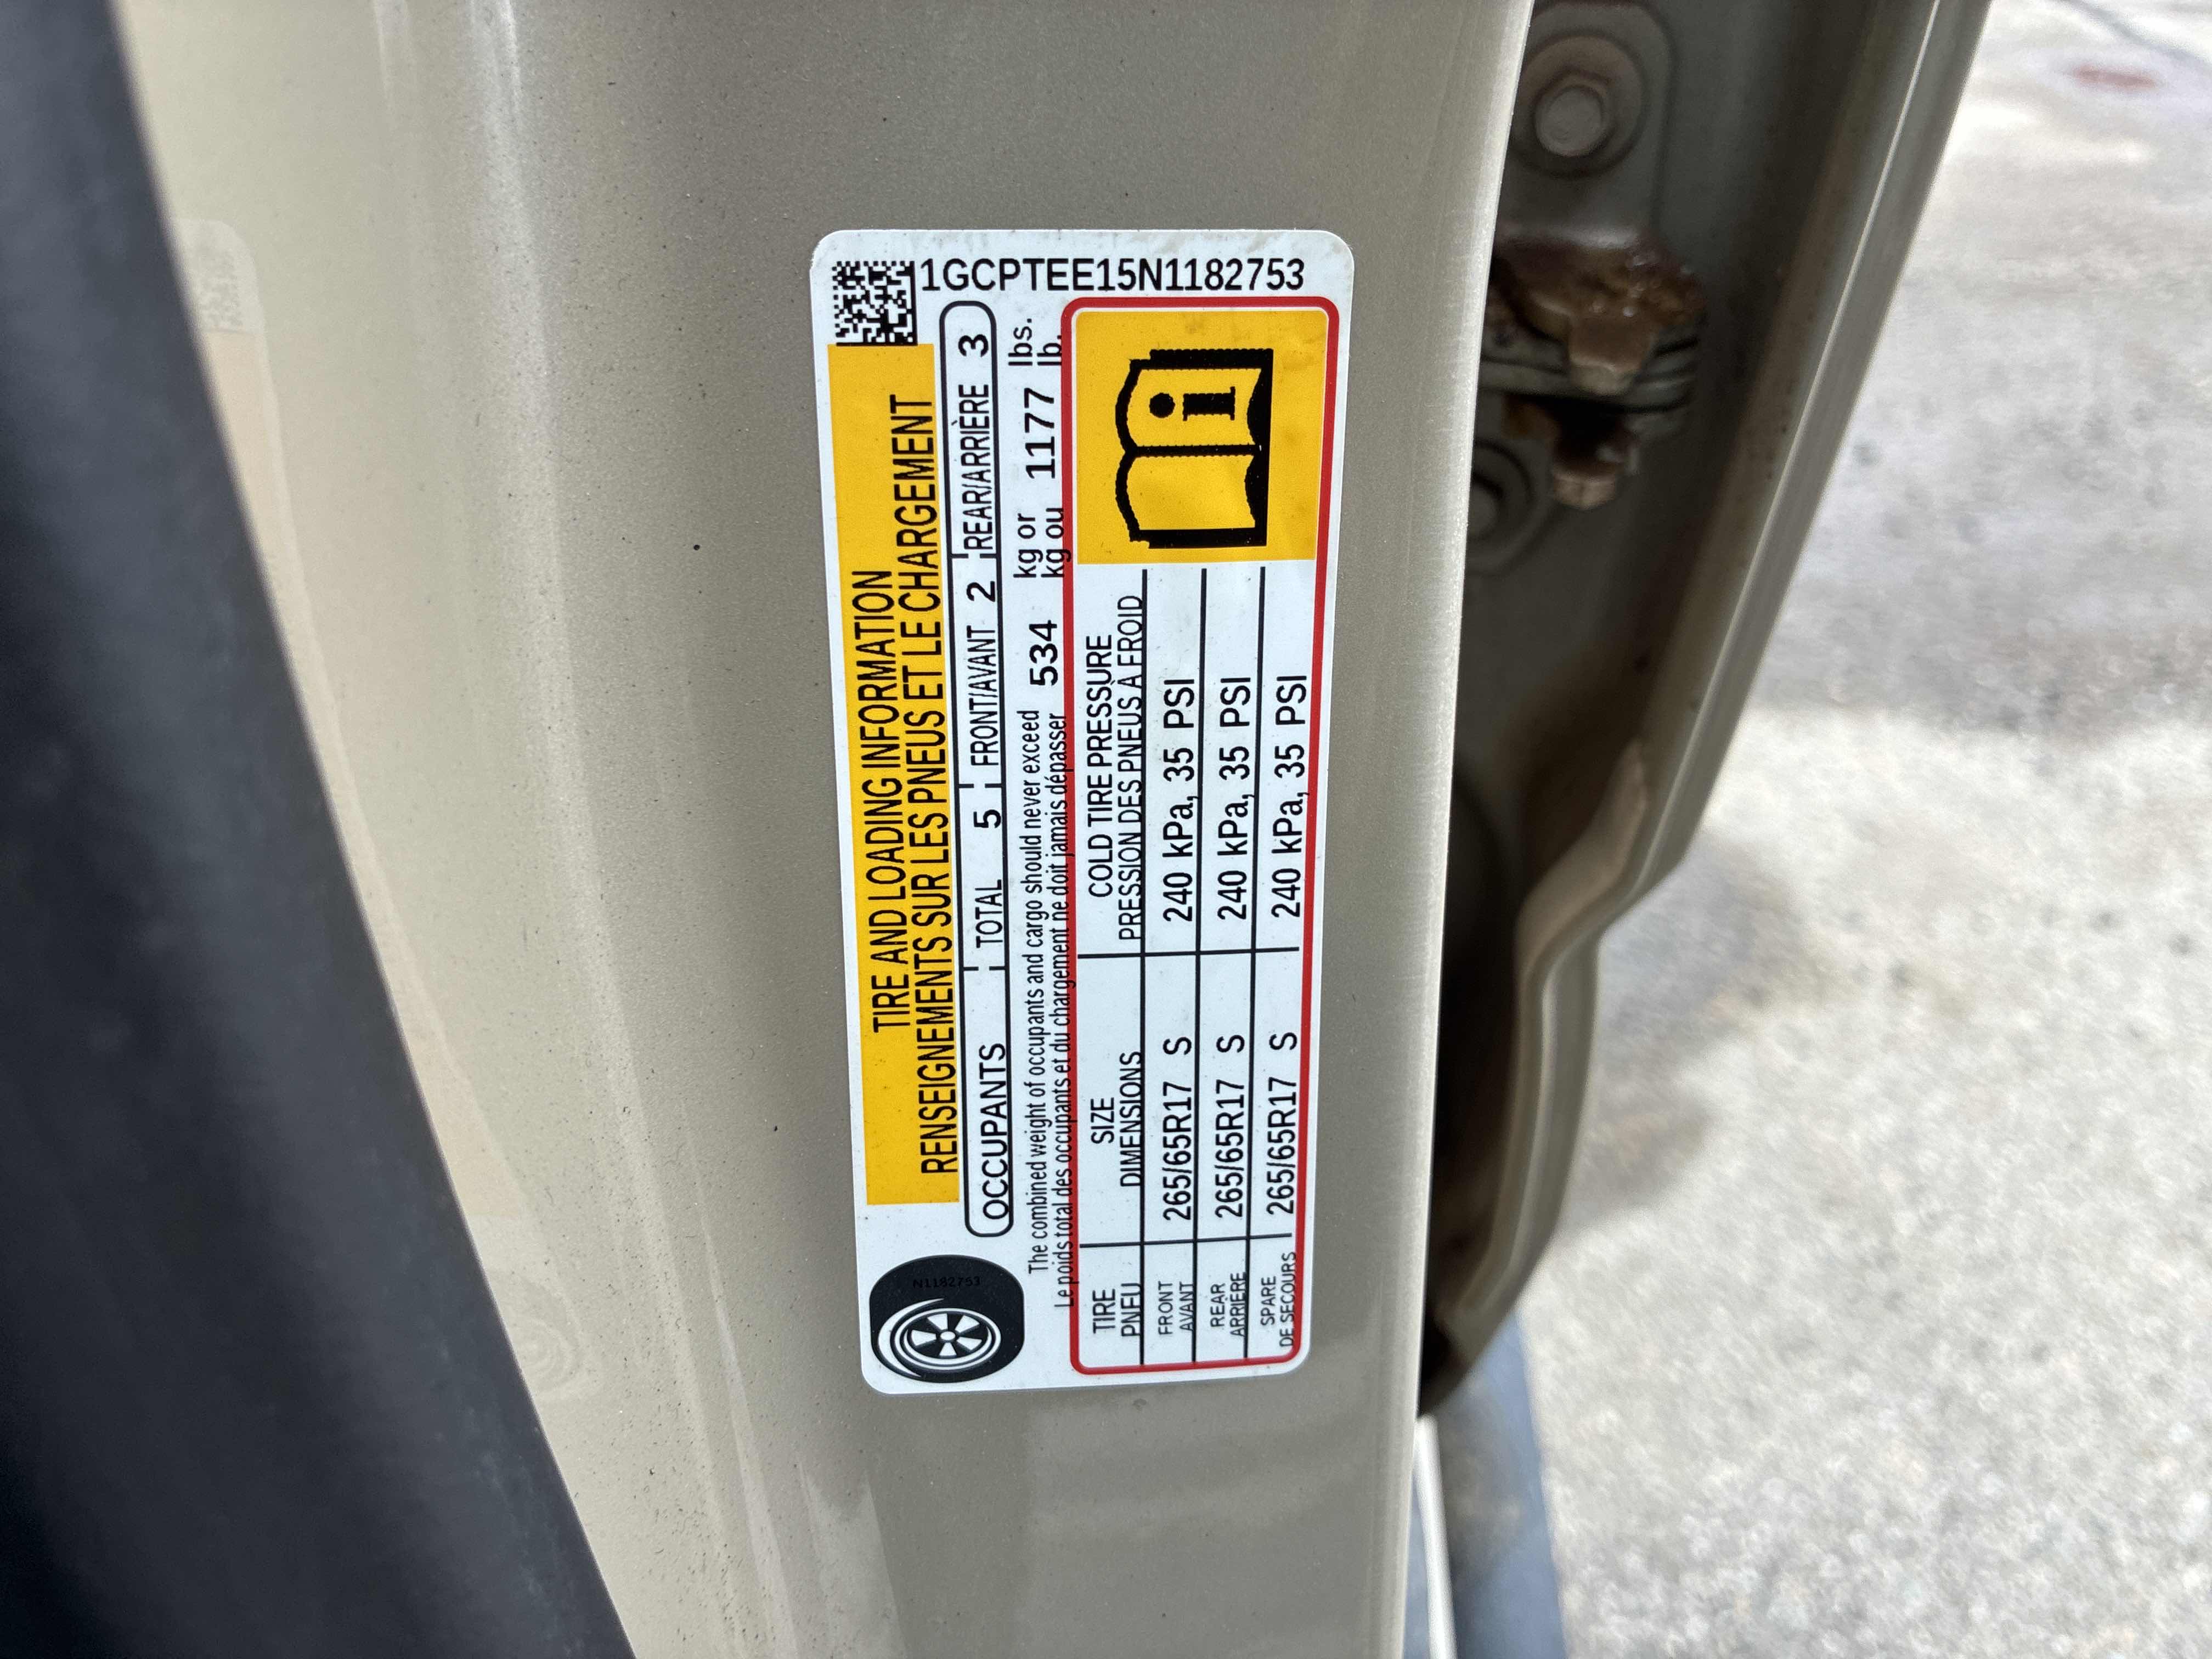 1GCPTEE15N1182753
TIRE AND LOADING INFORMATION
RENSEIGNEMENTS SUR LES PNEUS ET LE CHARGEMENT
OCCUPANTS TOTAL 5 FRONT/AVANT 2 REAR/ARRIÈRE 3
The combined weight of occupants and cargo should never exceed 534 kg or 1177 lbs.
Le poids total des occupants et du chargement ne doit jamais dépasser kg ou lb.
TIRE SIZE COLD TIRE PRESSURE
PNEU DIMENSIONS PRESSION DES PNEUS À FROID
FRONT
AVANT 265/65R17 S 240 kPa, 35 PSI
REAR
ARRIÈRE 265/65R17 S 240 kPa, 35 PSI
SPARE
DE SECOURS 265/65R17 S 240 kPa, 35 PSI
N1182753
i